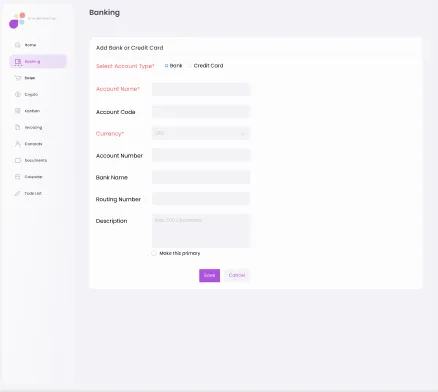 Banking
Home
Banking
Sales
Crypto
Kanban
Invoicing
Contacts
Documents
Calendar
Todo List
Add Bank or Credit Card
Select Account Type* Bank Credit Card
Account Name*
Account Code
Currency*
Account Number
Bank Name
Routing Number
Description
Make this primary
Save Cancel